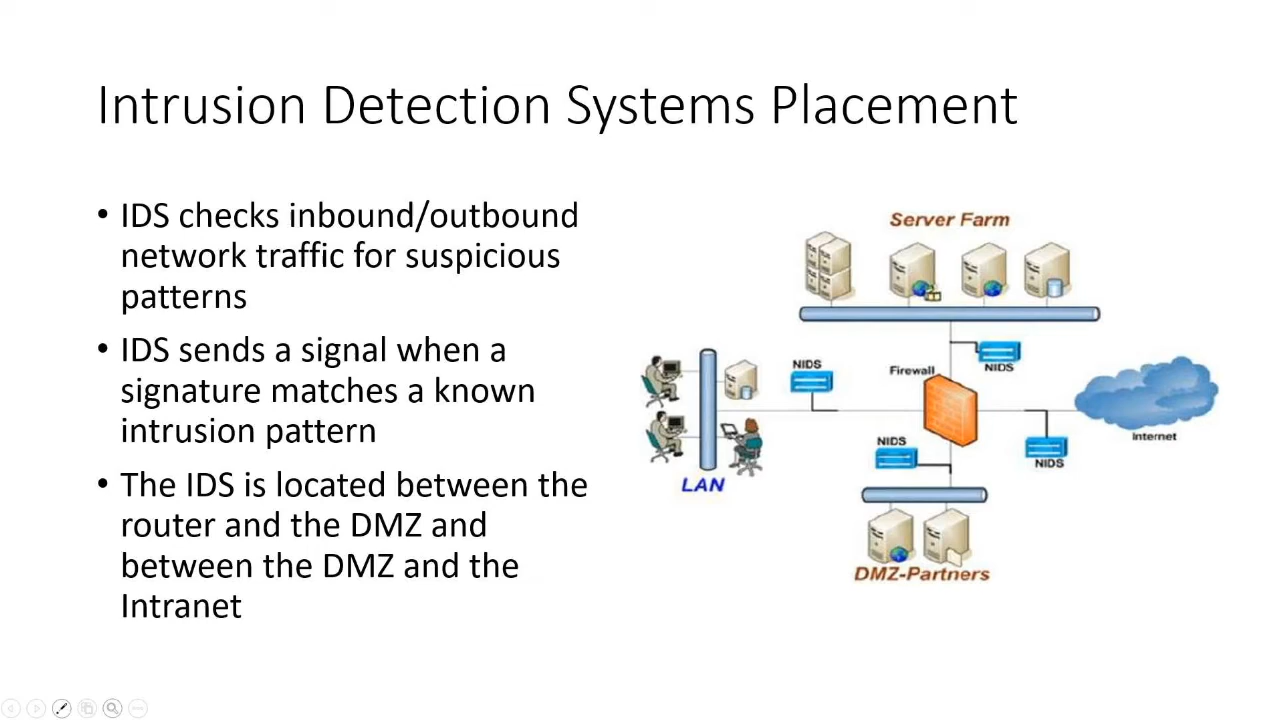 Intrusion Detection Systems Placement
• IDS checks inbound/outbound
network traffic for suspicious
patterns
• IDS sends a signal when a
signature matches a known
intrusion pattern
• The IDS is located between the
router and the DMZ and
between the DMZ and the
Intranet
Server Farm
NIDS
Firewall
NIDS
Internet
NIDS
NIDS
LAN
DMZ-Partners